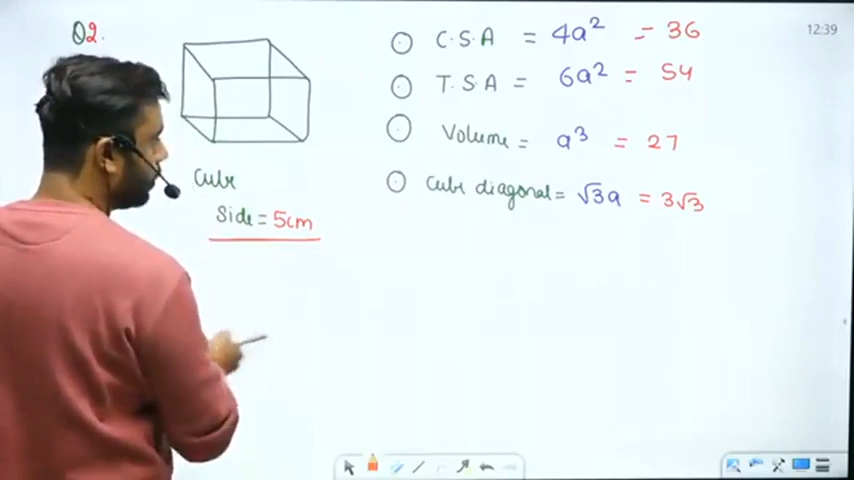 Q2.
12:39
C.S.A = 4a² = 36
T.S.A = 6a² = 54
Volume = a³ = 27
Cube diagonal = √3a = 3√3
Cube
Side = 5cm